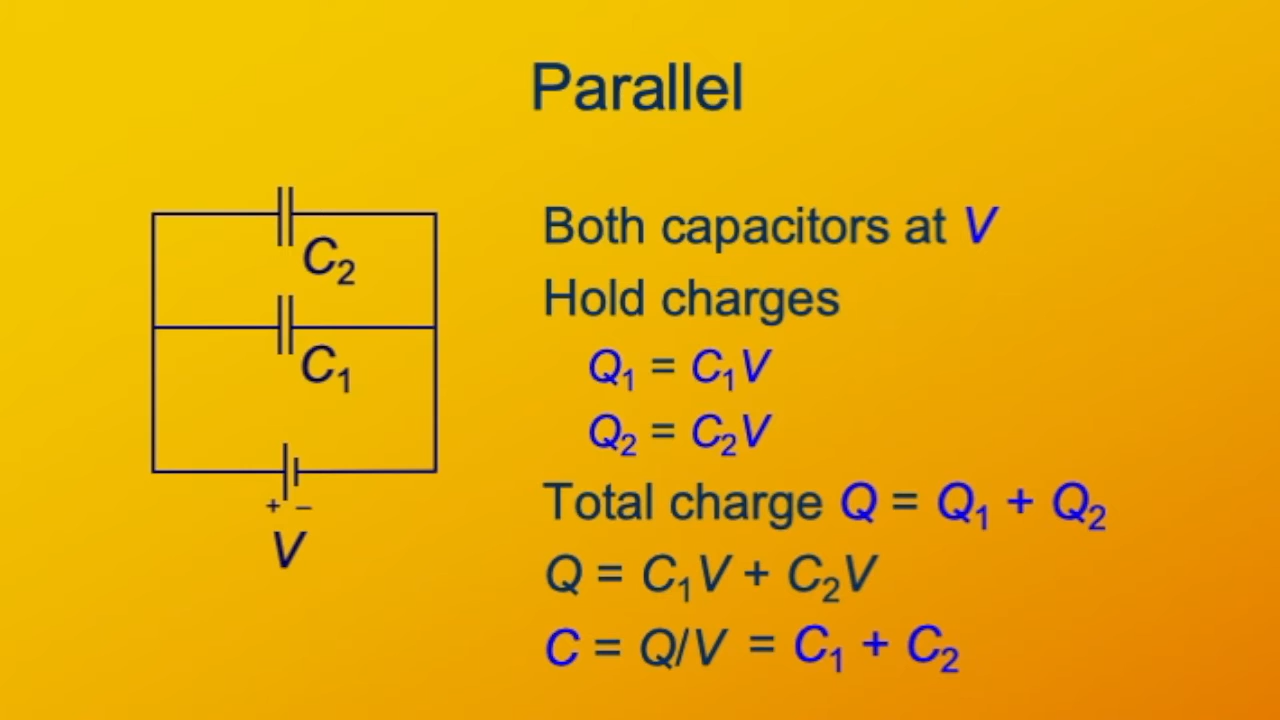 Parallel
C₂
C₁
+ –
V
Both capacitors at V
Hold charges
Q₁ = C₁V
Q₂ = C₂V
Total charge Q = Q₁ + Q₂
Q = C₁V + C₂V
C = Q/V = C₁ + C₂